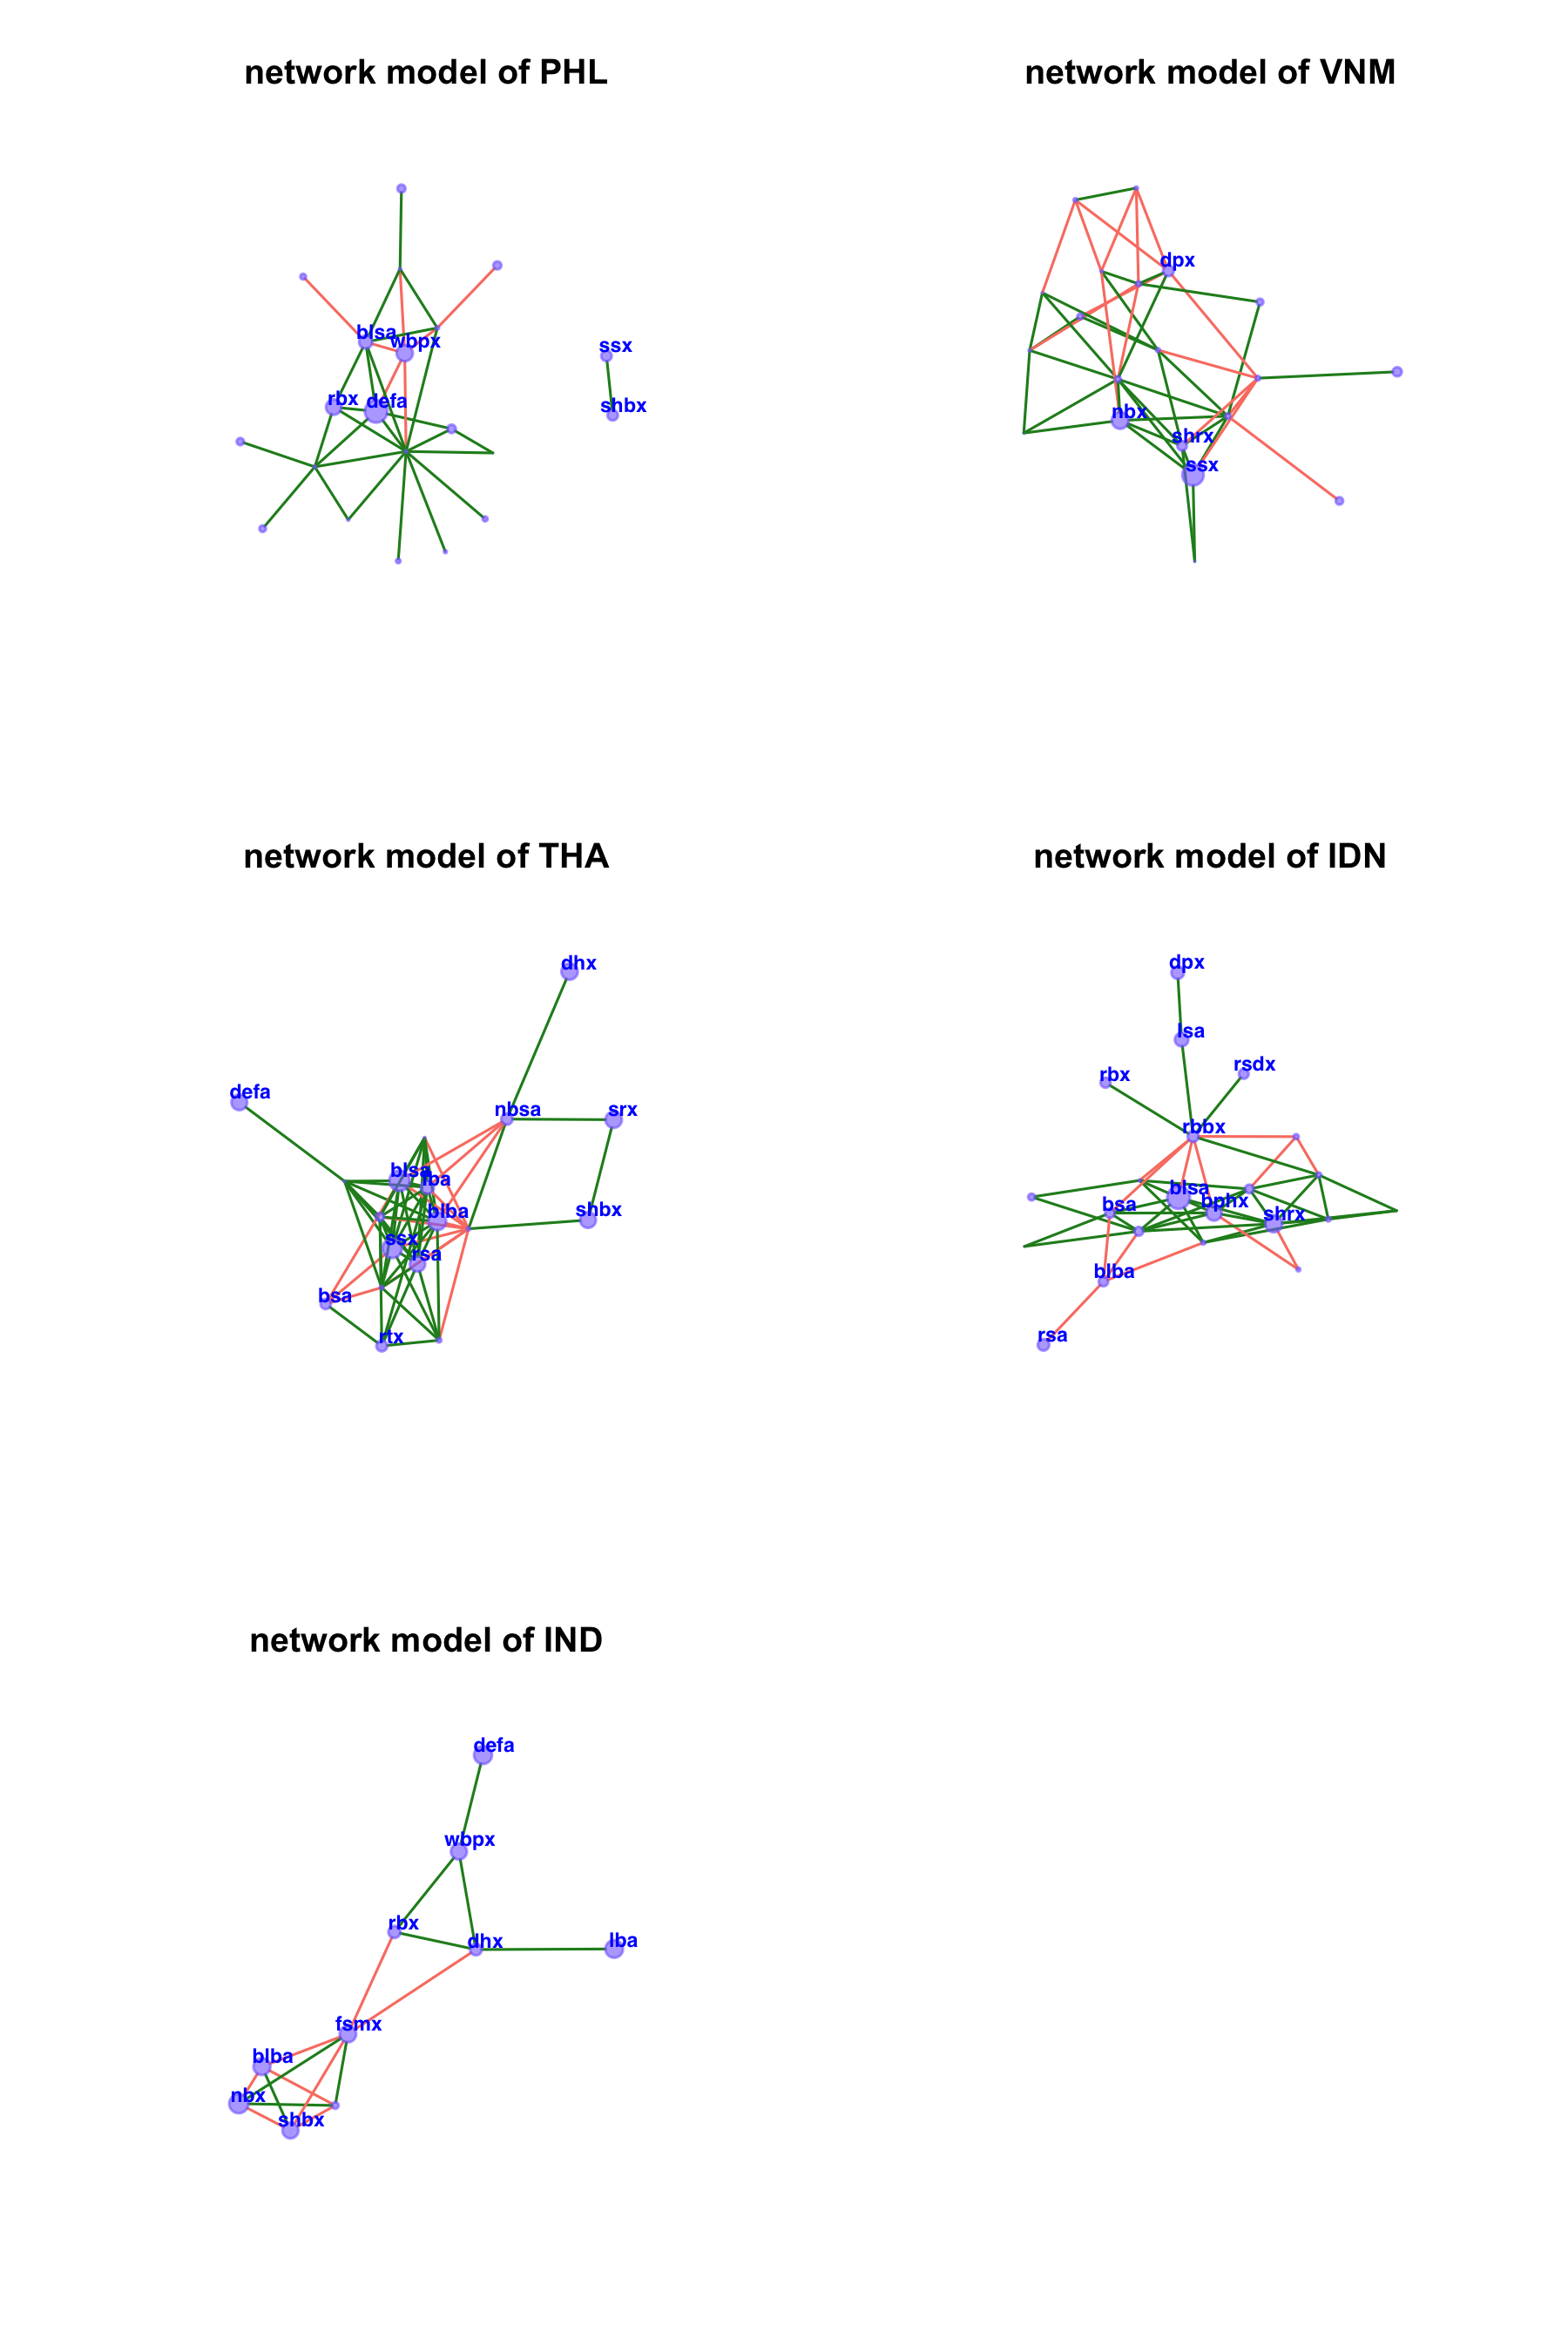 network model of PHL
blsa
wbpx
rbx
defa
ssx
shbx
network model of VNM
dpx
nbx
shrx
ssx
network model of THA
dhx
defa
nbsa
srx
blsa
lba
blba
shbx
ssx
rsa
bsa
rtx
network model of IDN
dpx
lsa
rbx
rsdx
rbbx
blsa
bsa
bphx
shrx
blba
rsa
network model of IND
defa
wbpx
rbx
dhx
lba
fsmx
blba
nbx
shbx